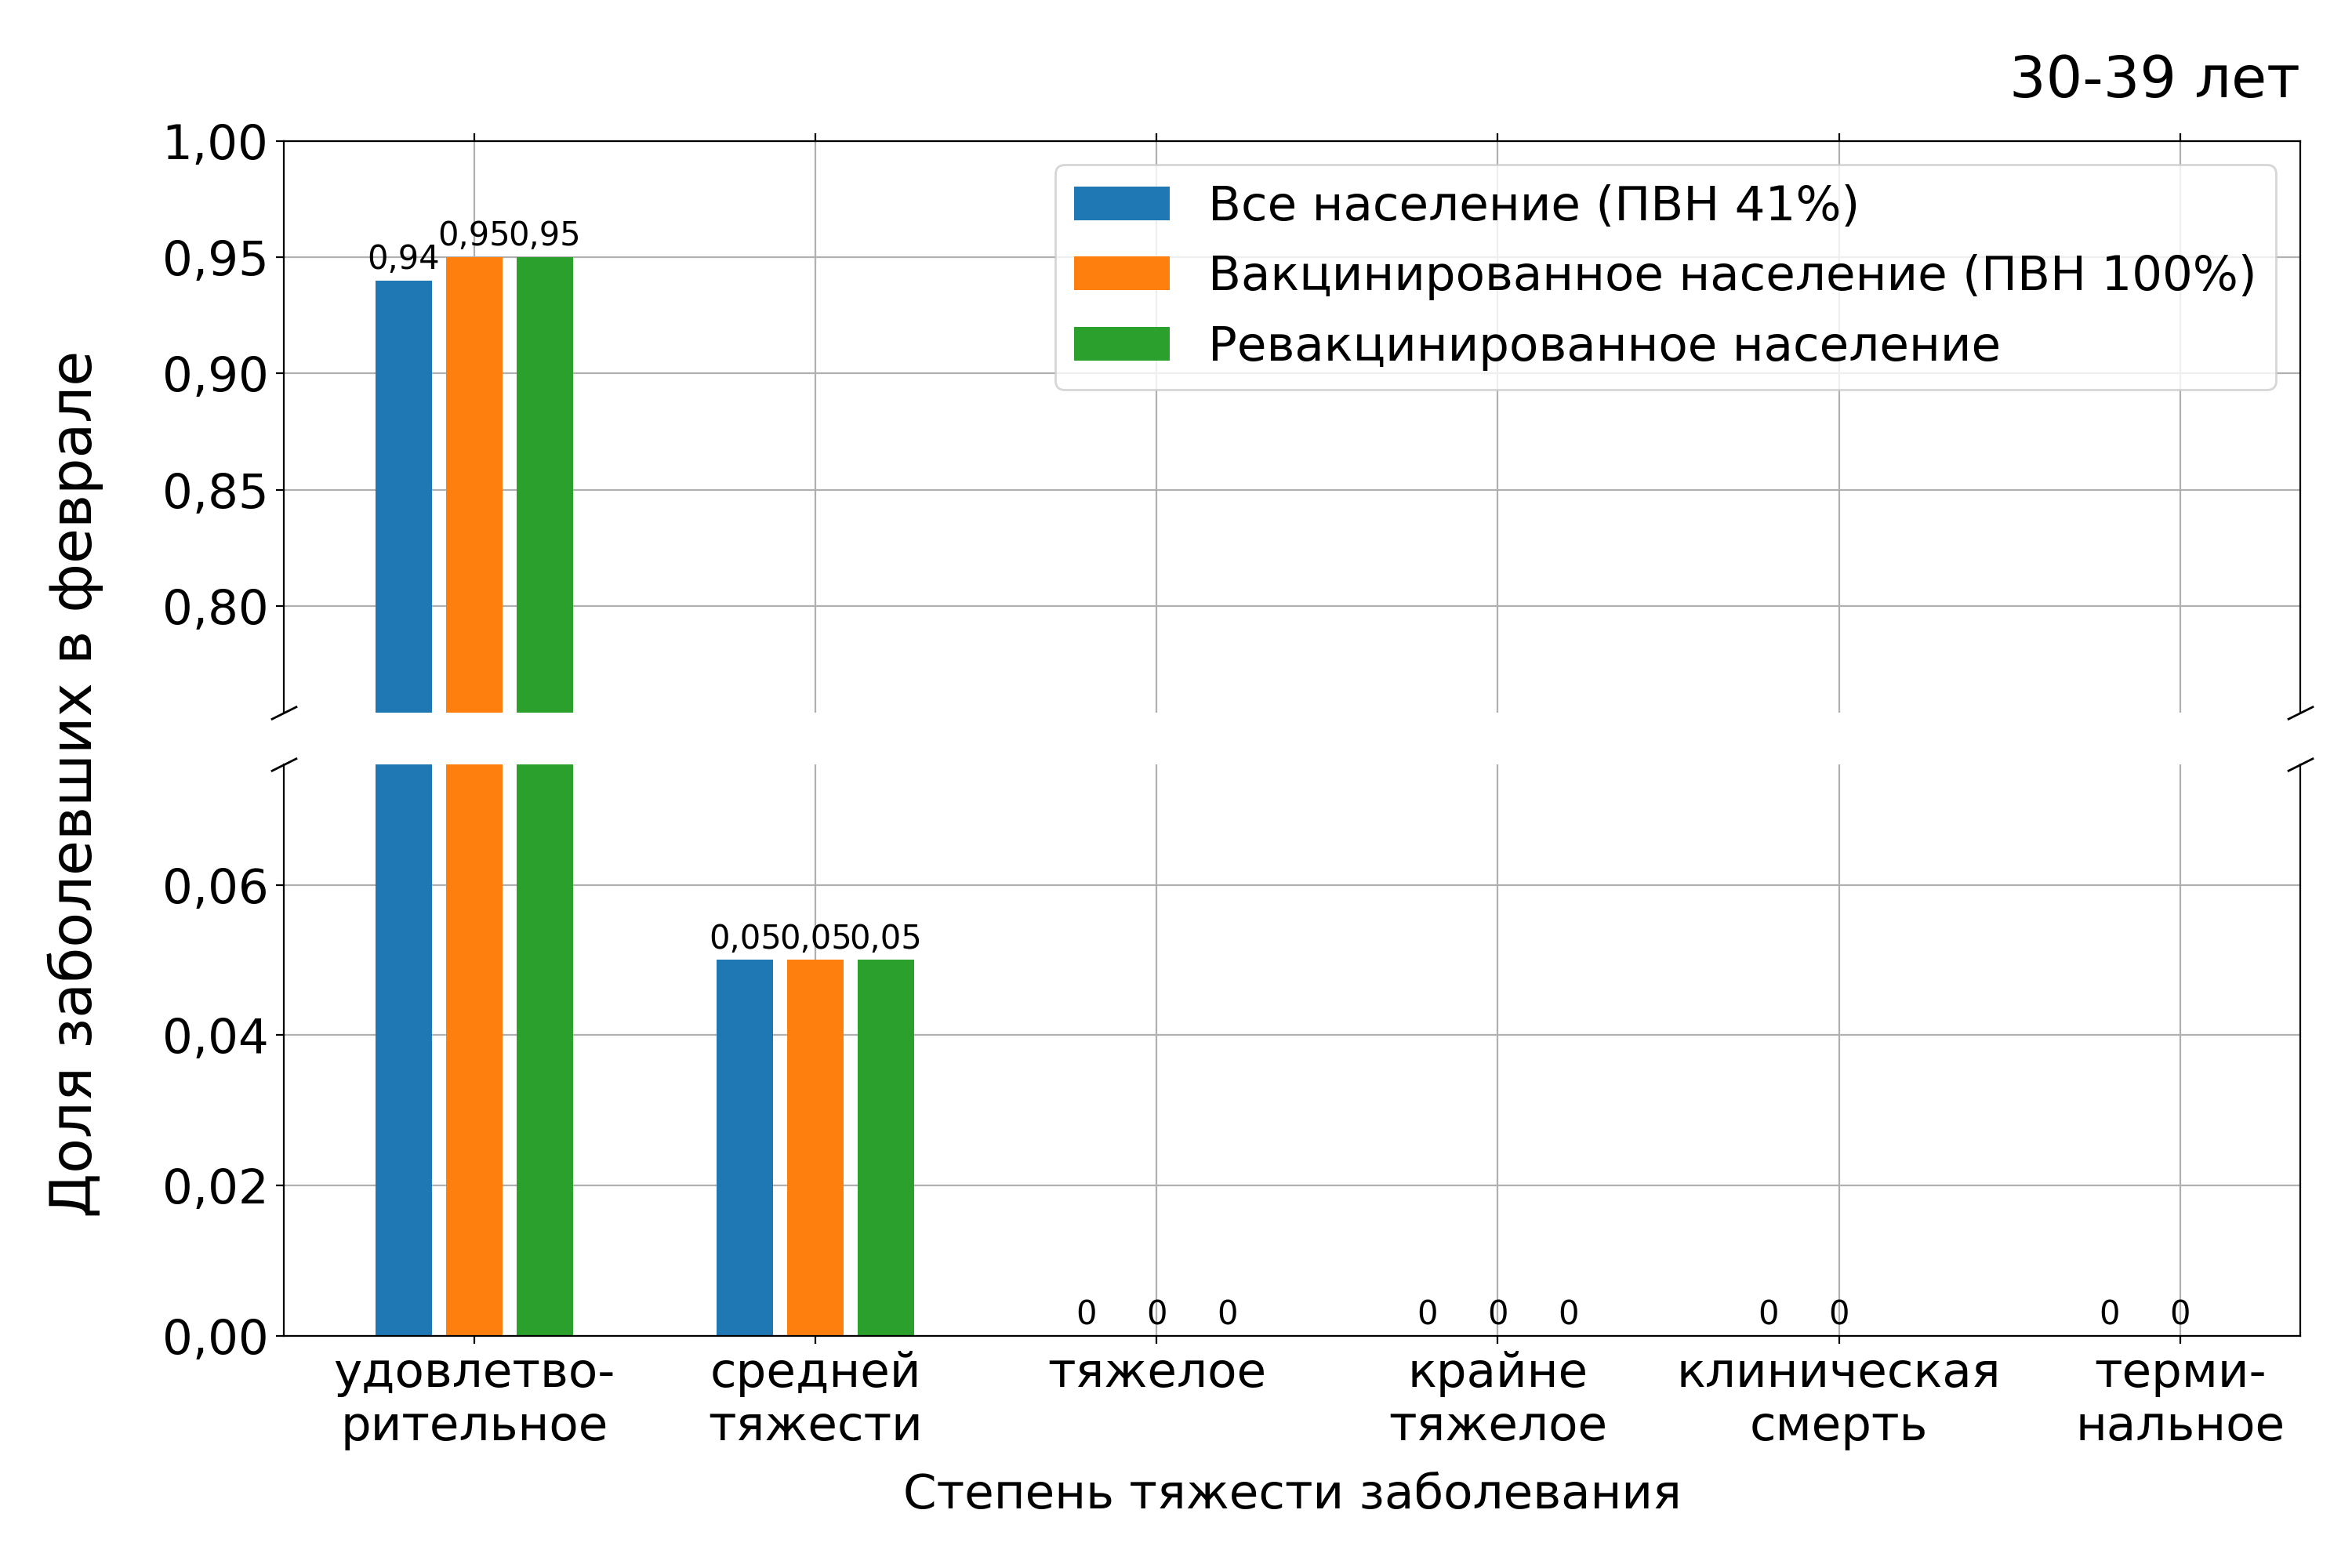 30-39 лет
1,00
0,95
0,90
0,85
0,80
0,06
0,04
0,02
0,00
Доля заболевших в феврале
Все население (ПВН 41%)
Вакцинированное население (ПВН 100%)
Ревакцинированное население
0,94 0,95 0,95
0,05 0,05 0,05
0 0 0 0 0 0 0 0 0 0
удовлетво-
рительное
средней
тяжести
тяжелое
крайне
тяжелое
клиническая
смерть
терми-
нальное
Степень тяжести заболевания